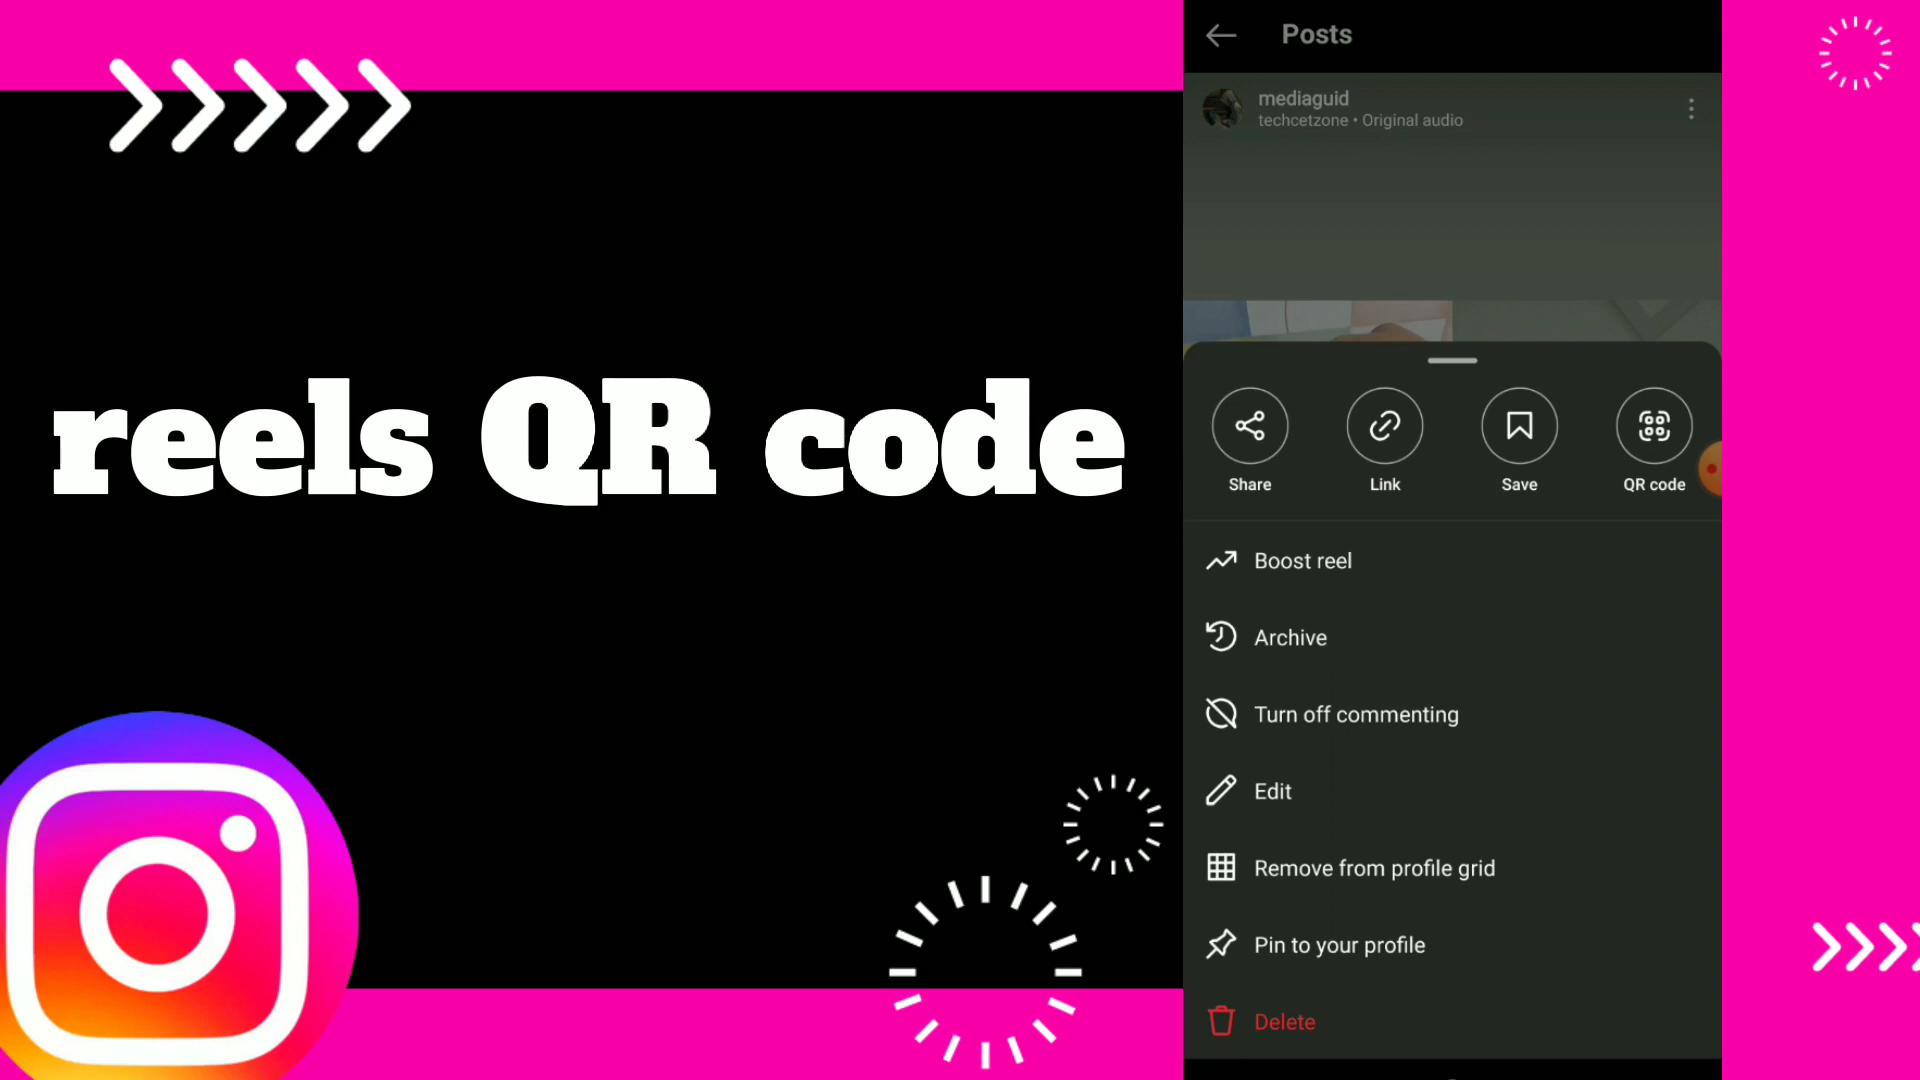 reels QR code
Posts
mediaguid
techcetzone • Original audio
Share
Link
Save
QR code
Boost reel
Archive
Turn off commenting
Edit
Remove from profile grid
Pin to your profile
Delete